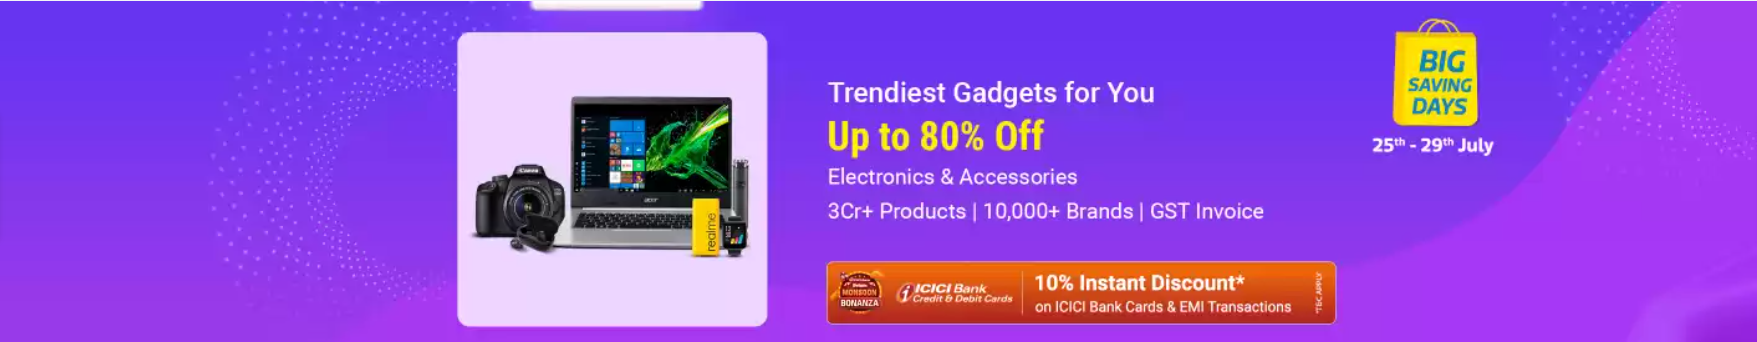 Trendiest Gadgets for You
Up to 80% Off
Electronics & Accessories
3Cr+ Products | 10,000+ Brands | GST Invoice
MONSOON
BONANZA
ICICI Bank
Credit & Debit Cards
10% Instant Discount*
on ICICI Bank Cards & EMI Transactions
*T&C APPLY
BIG
SAVING
DAYS
25th - 29th July
Canon
acer
realme